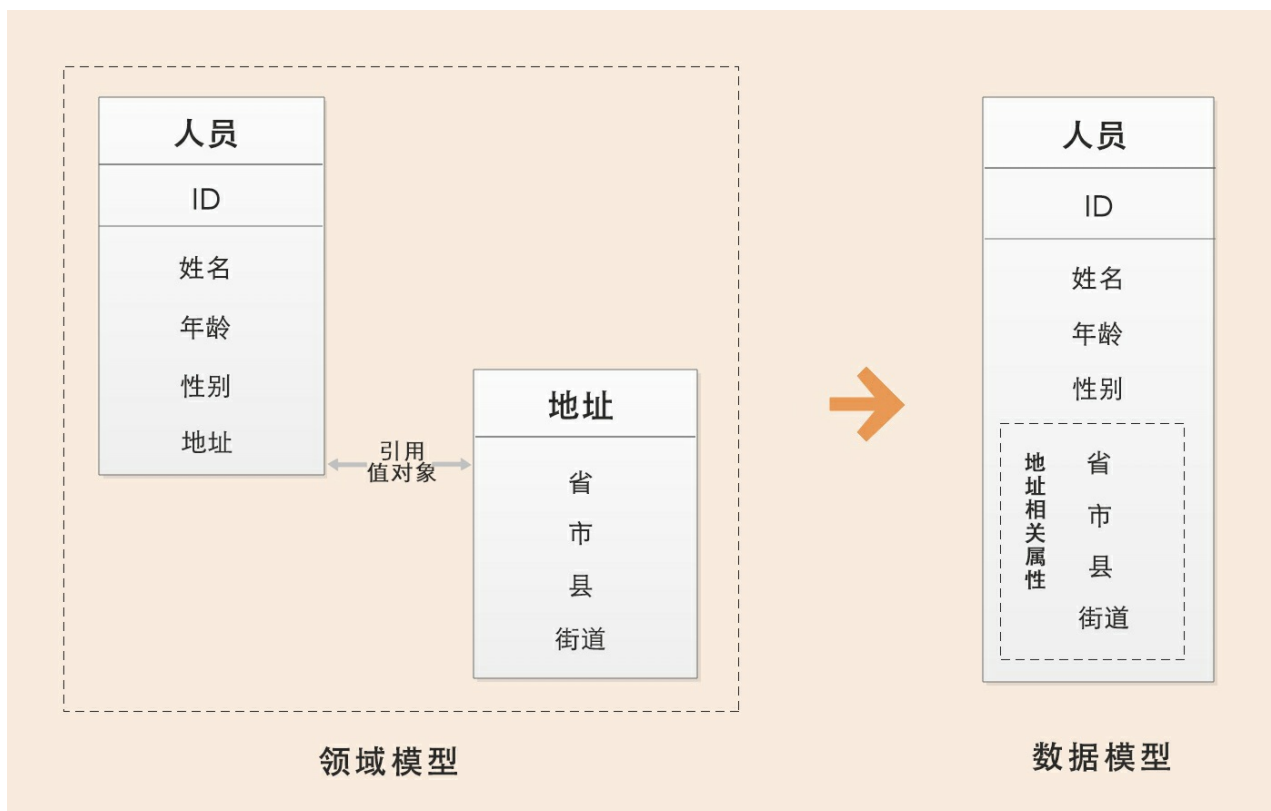 人员
ID
姓名
年龄
性别
地址
引用
值对象
地址
省
市
县
街道
领域模型
人员
ID
姓名
年龄
性别
地址相关属性
省
市
县
街道
数据模型